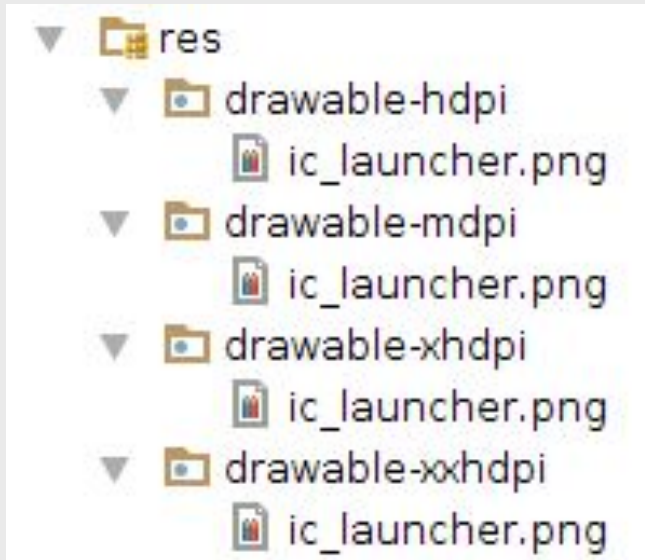 res
drawable-hdpi
ic_launcher.png
drawable-mdpi
ic_launcher.png
drawable-xhdpi
ic_launcher.png
drawable-xxhdpi
ic_launcher.png